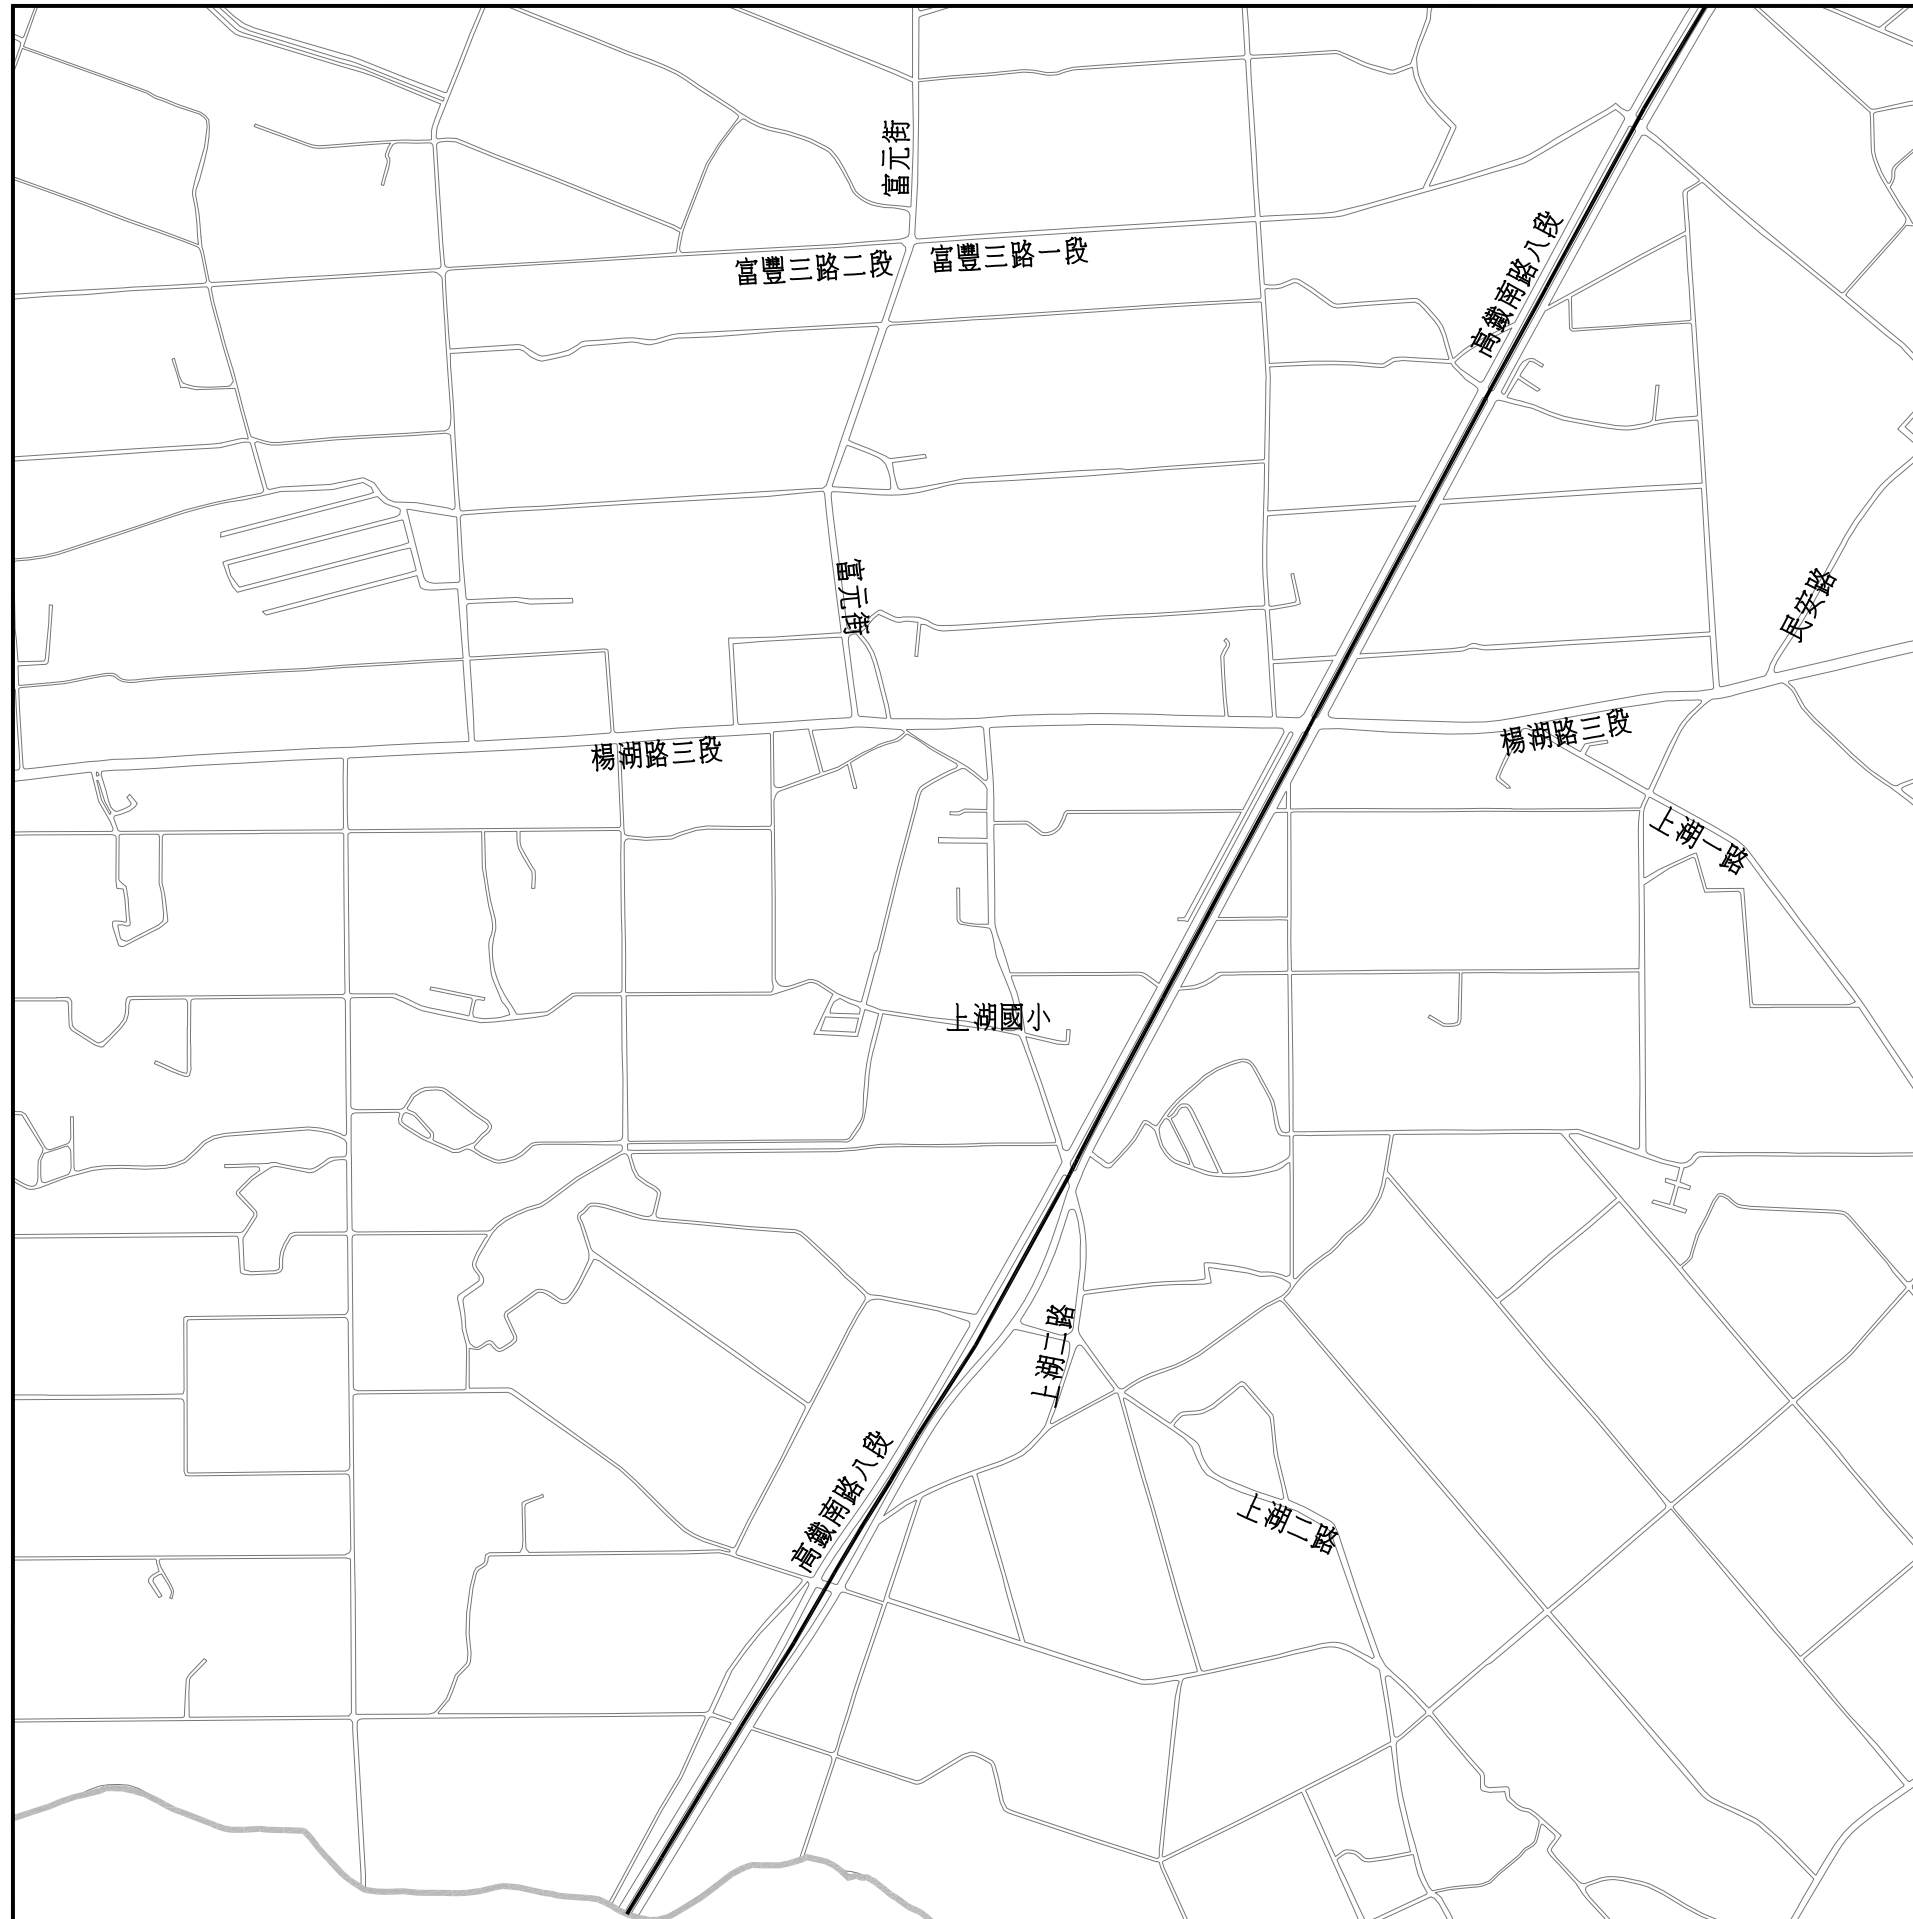 富元街
富豐三路二段
富豐三路一段
高鐵南路八段
富元街
民安路
楊湖路三段
楊湖路三段
上湖一路
上湖國小
上湖二路
高鐵南路八段
上湖二路